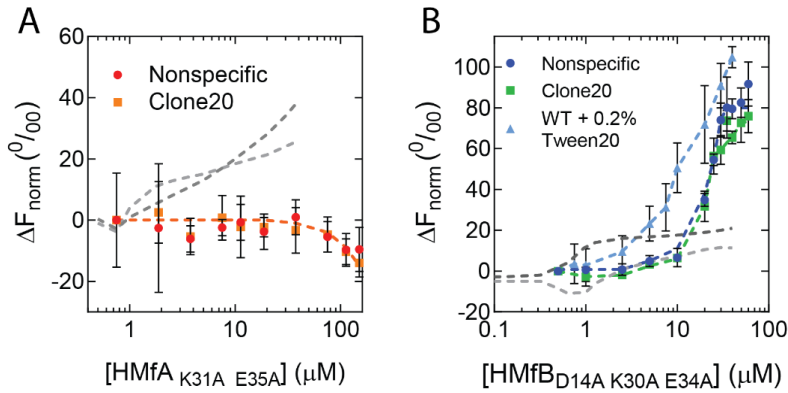 A
60
40
20
0
-20
ΔFnorm (0/00)
Nonspecific
Clone20
1
10
100
[HMfA K31A E35A] (μM)
B
100
80
60
40
20
0
-20
ΔFnorm (0/00)
Nonspecific
Clone20
WT + 0.2%
Tween20
0.1
1
10
100
[HMfB D14A K30A E34A] (μM)